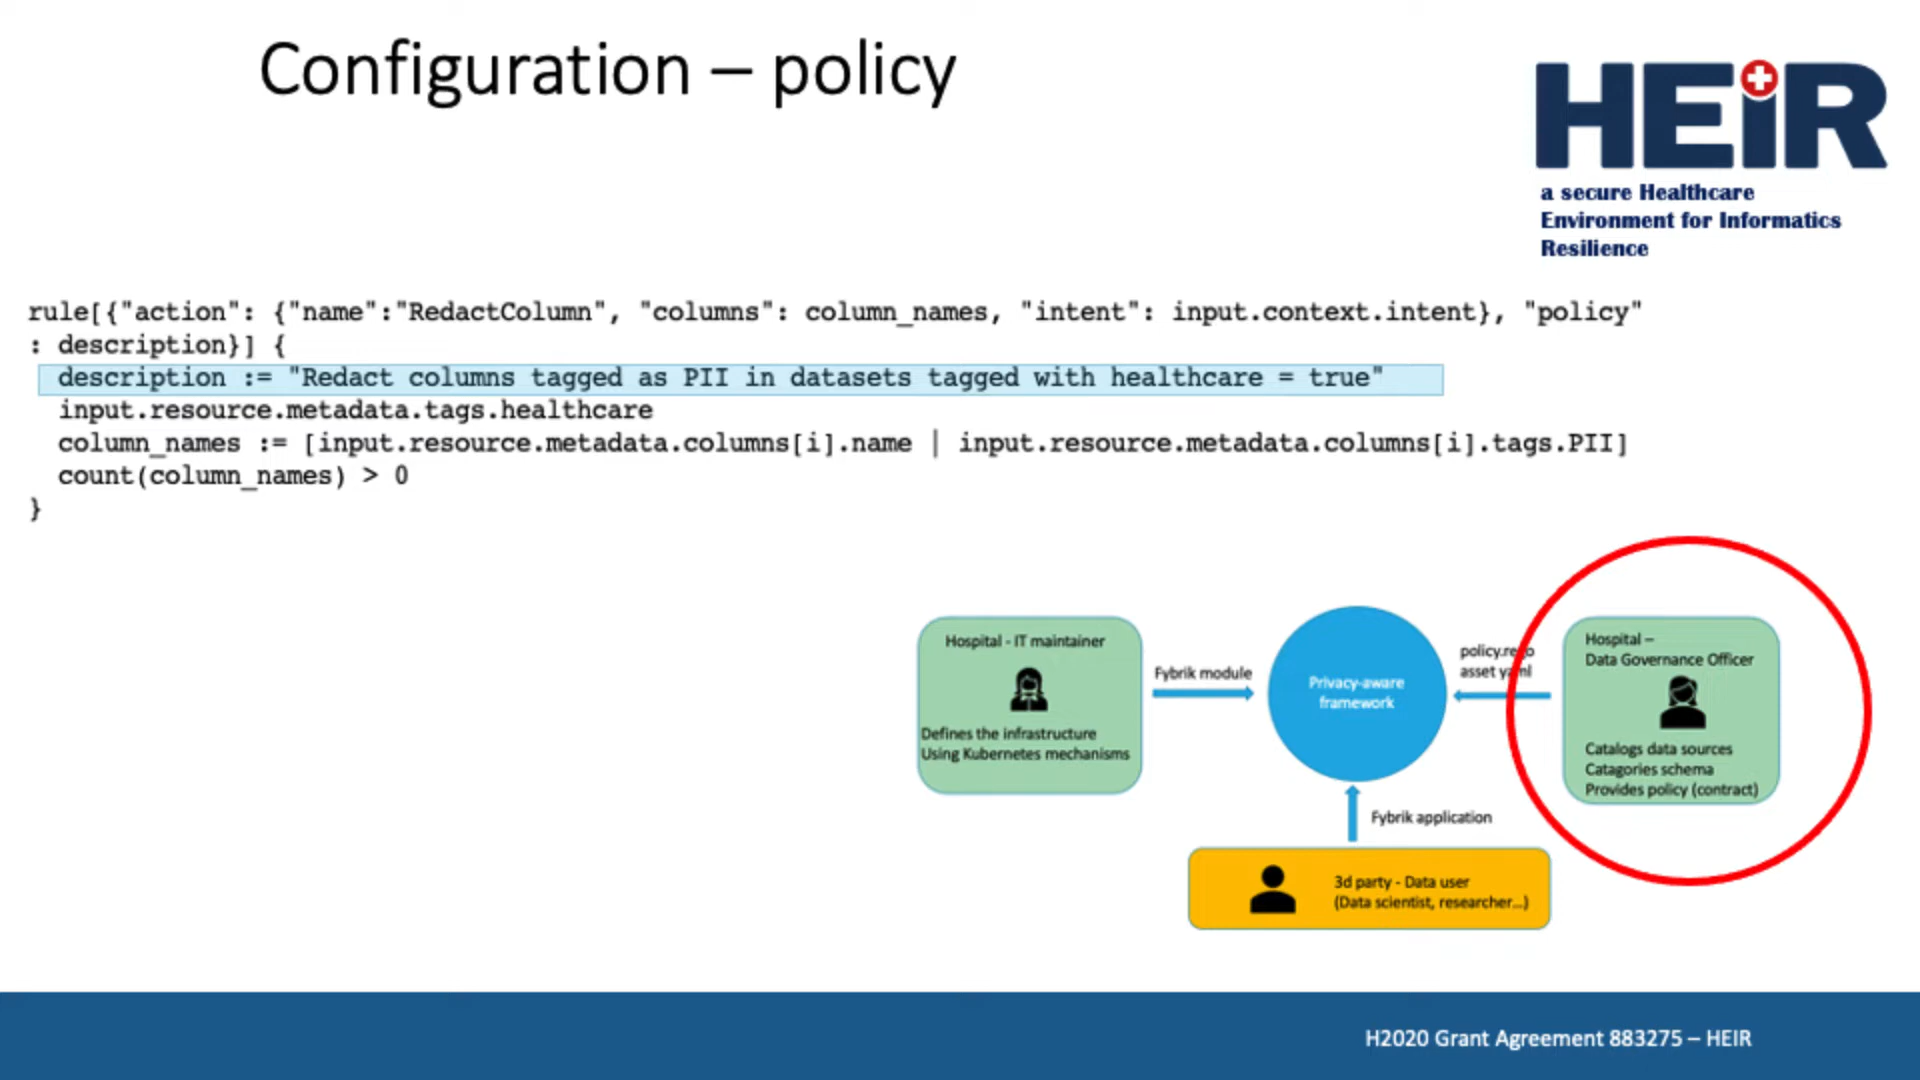 Configuration – policy
HEiR
a secure Healthcare
Environment for Informatics
Resilience
rule[{"action": {"name":"RedactColumn", "columns": column_names, "intent": input.context.intent}, "policy"
: description}] {
description := "Redact columns tagged as PII in datasets tagged with healthcare = true"
input.resource.metadata.tags.healthcare
column_names := [input.resource.metadata.columns[i].name | input.resource.metadata.columns[i].tags.PII]
count(column_names) > 0
}
Hospital - IT maintainer
Defines the infrastructure
Using Kubernetes mechanisms
Fybrik module
Privacy-aware
framework
policy.rego
asset yaml
Hospital –
Data Governance Officer
Catalogs data sources
Catagories schema
Provides policy (contract)
Fybrik application
3d party - Data user
(Data scientist, researcher...)
H2020 Grant Agreement 883275 – HEIR